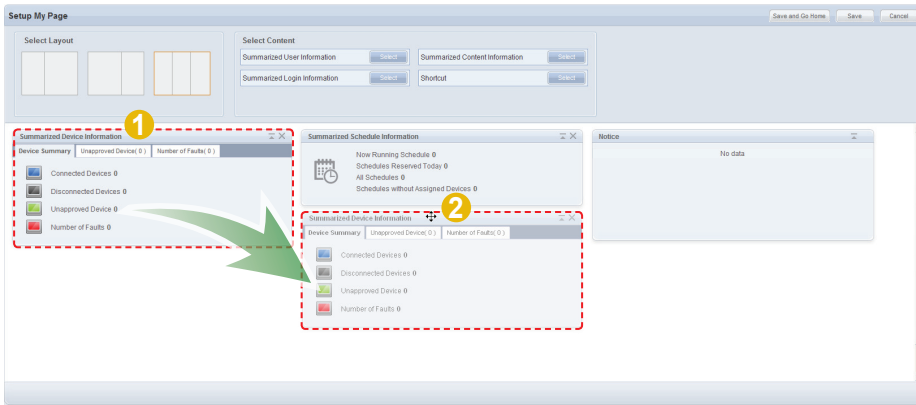 Setup My Page
Save and Go Home Save Cancel
Select Layout
Select Content
Summarized User Information Select Summarized Content Information Select
Summarized Login Information Select Shortcut Select
1
Summarized Device Information
Device Summary Unapproved Device( 0 ) Number of Faults( 0 )
Connected Devices 0
Disconnected Devices 0
Unapproved Device 0
Number of Faults 0
Summarized Schedule Information
Now Running Schedule 0
Schedules Reserved Today 0
All Schedules 0
Schedules without Assigned Devices 0
2
Summarized Device Information
Device Summary Unapproved Device( 0 ) Number of Faults( 0 )
Connected Devices 0
Disconnected Devices 0
Unapproved Device 0
Number of Faults 0
Notice
No data